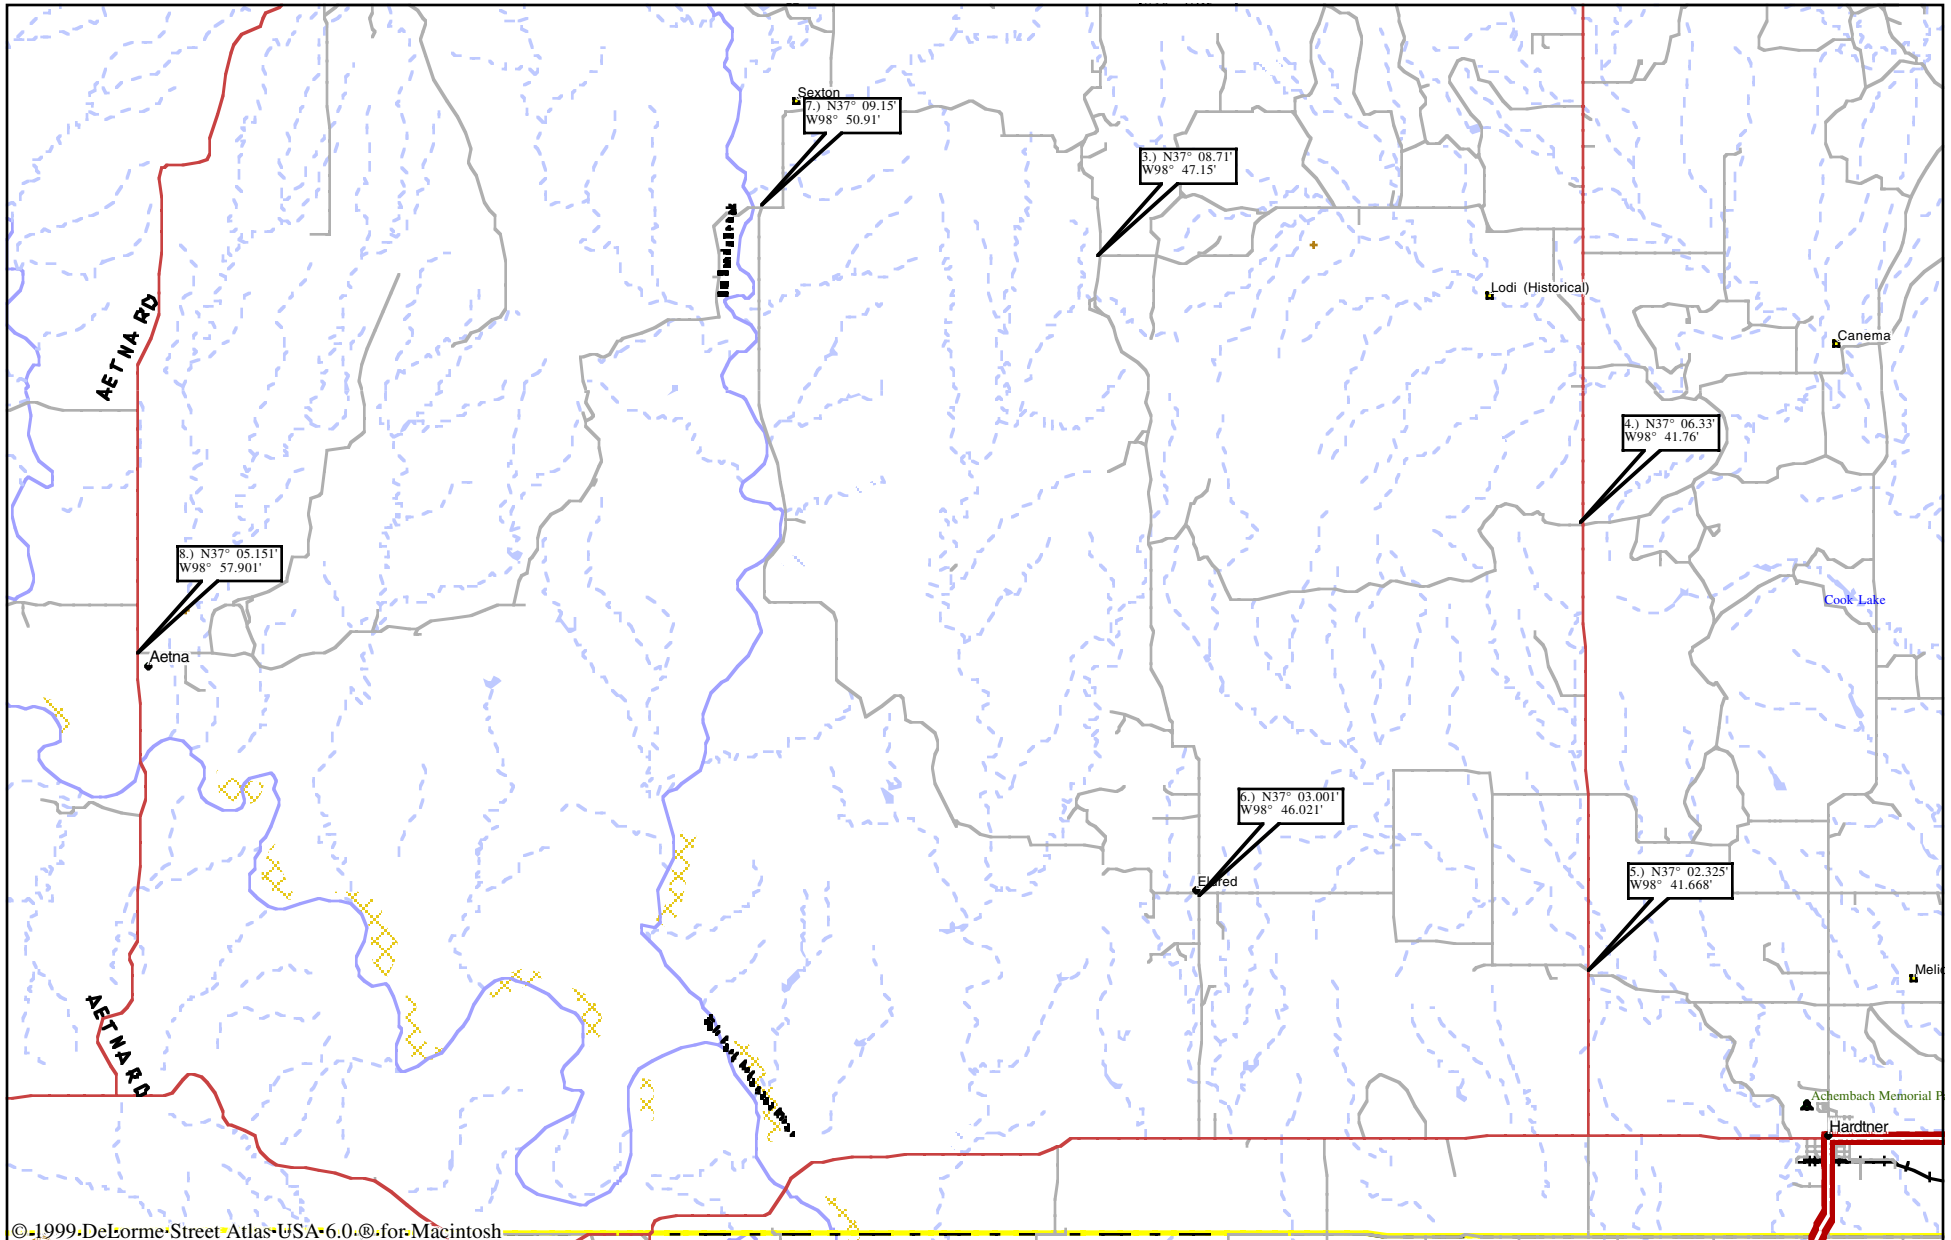 Sexton
7.) N37° 09.15'
W98° 50.91'
3.) N37° 08.71'
W98° 47.15'
AETNA RD
Lodi (Historical)
Canema
4.) N37° 06.33'
W98° 41.76'
8.) N37° 05.151'
W98° 57.901'
Cook Lake
Aetna
6.) N37° 03.001'
W98° 46.021'
5.) N37° 02.325'
W98° 41.668'
AETNA RD
Achembach Memorial
Hardtner
© 1999 DeLorme Street Atlas USA 6.0 ® for Macintosh